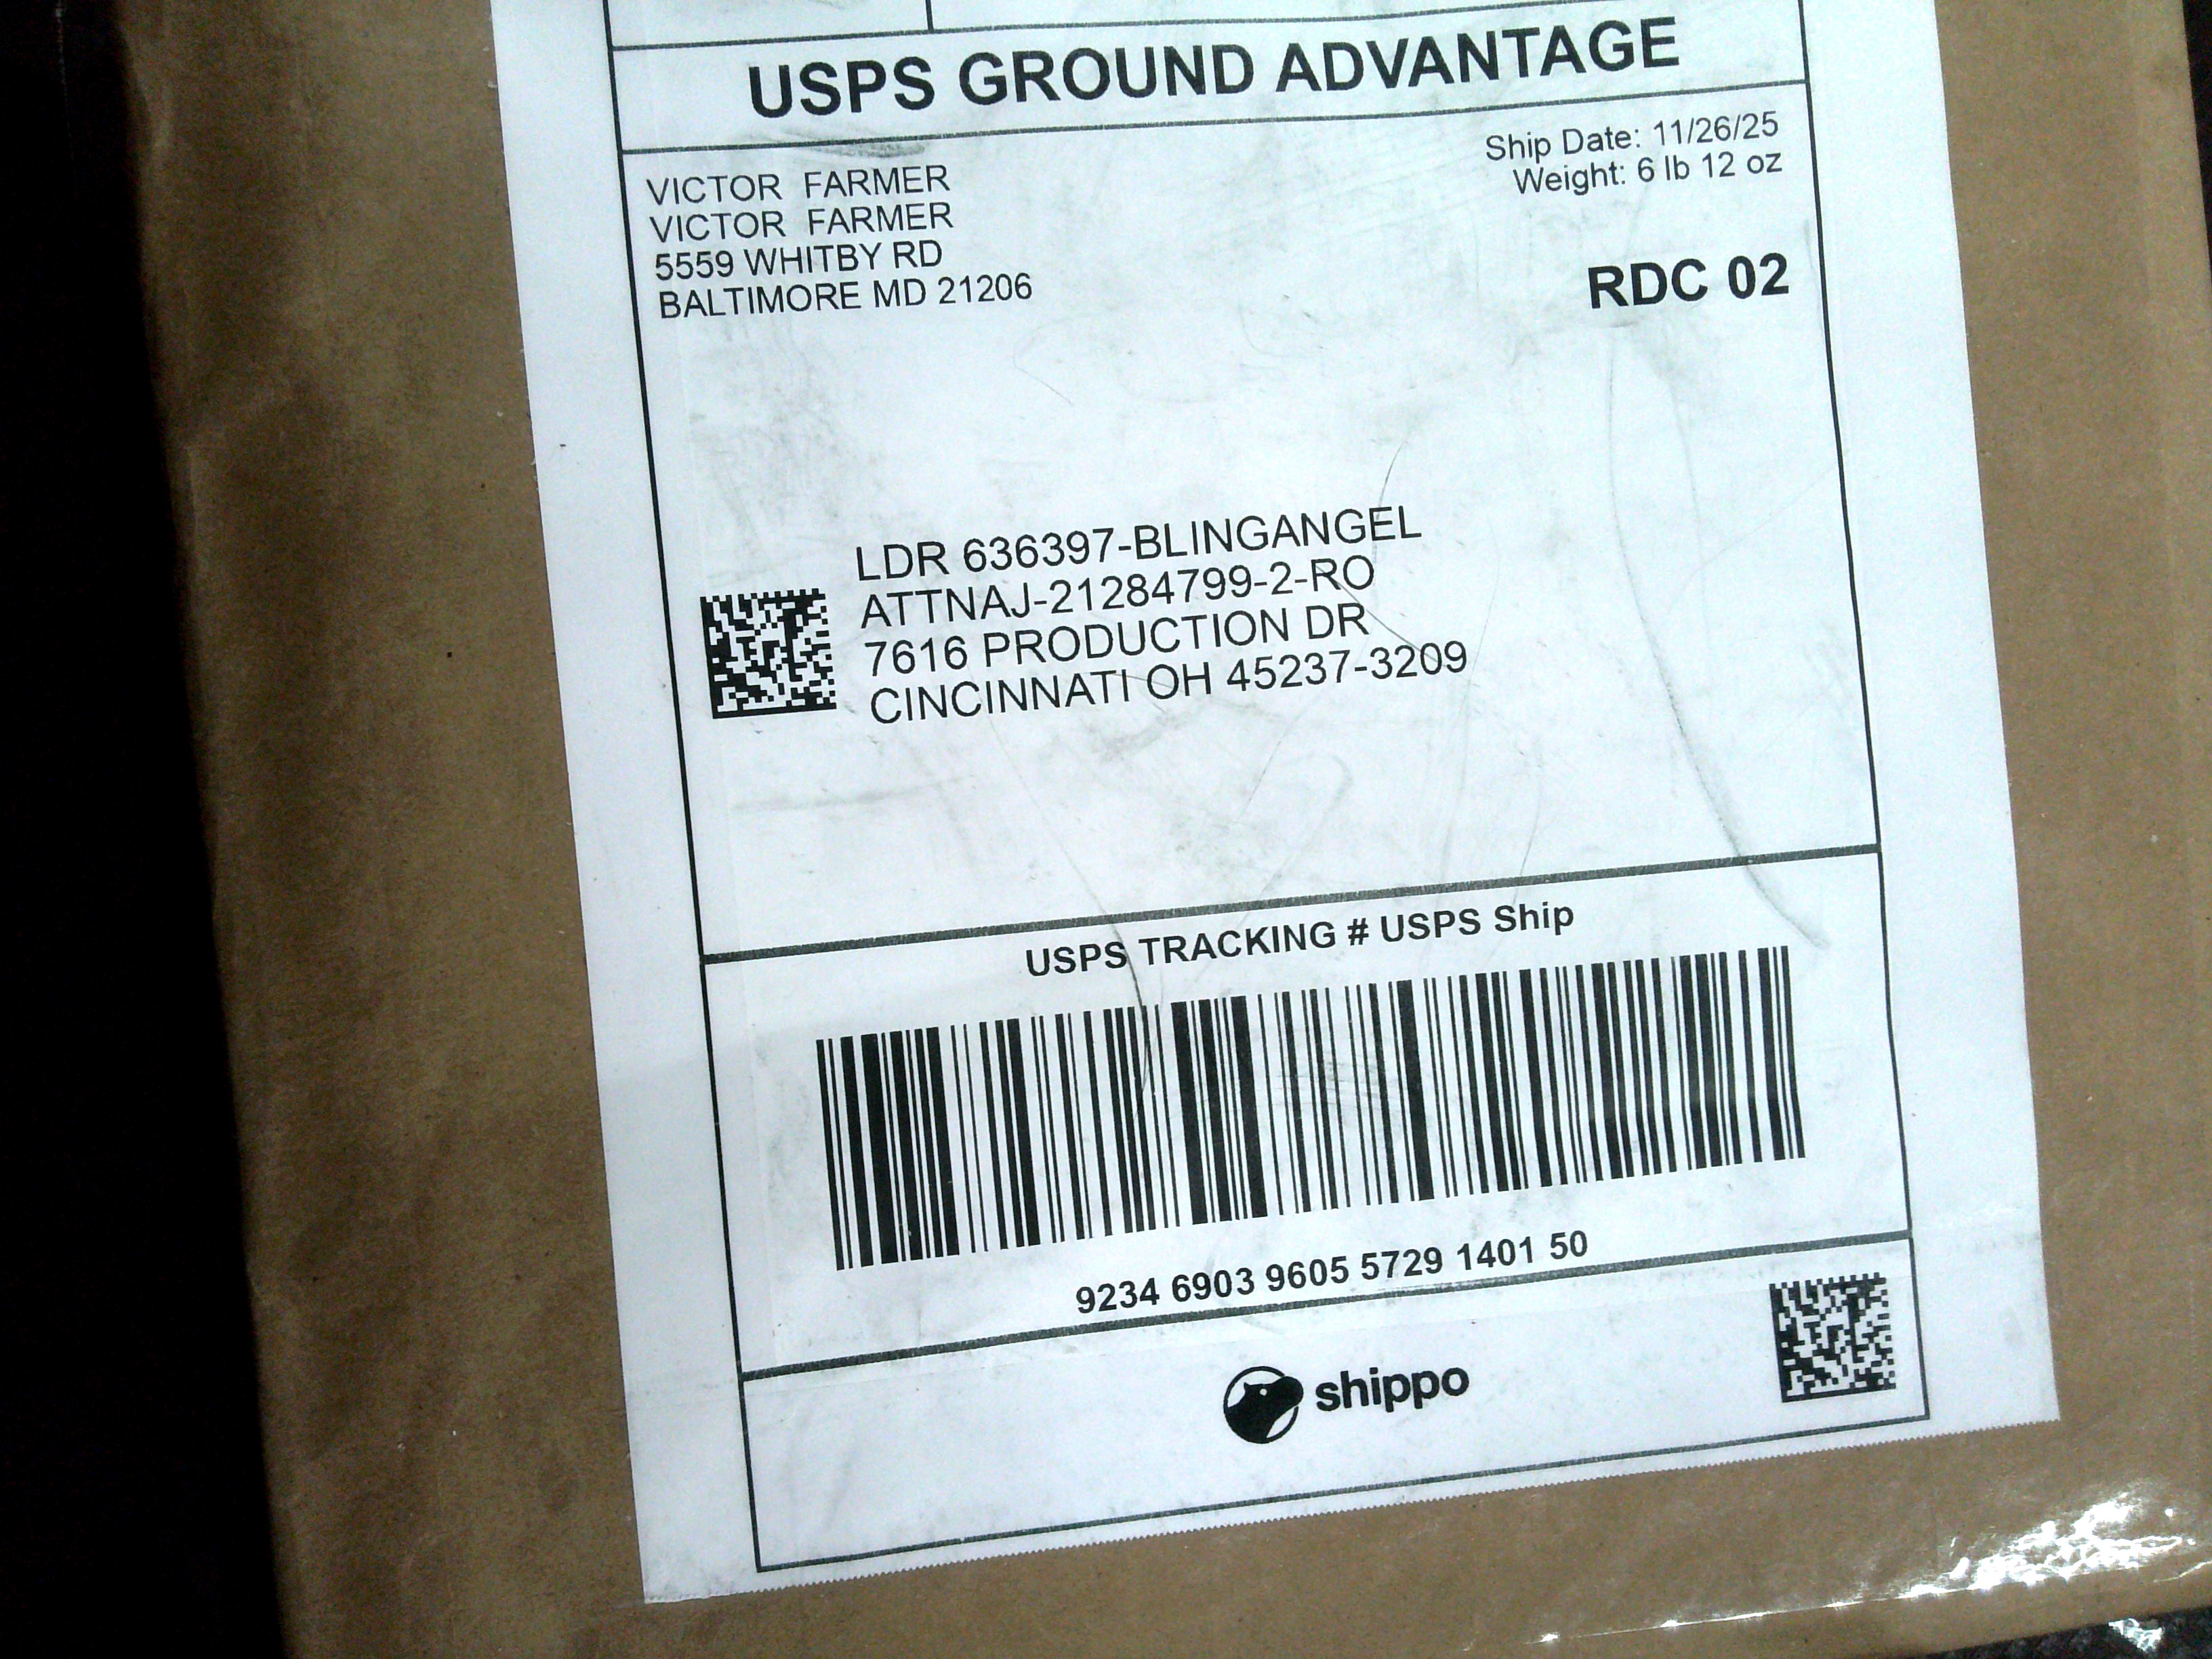 USPS GROUND ADVANTAGE
VICTOR FARMER
VICTOR FARMER
5559 WHITBY RD
BALTIMORE MD 21206
Ship Date: 11/26/25
Weight: 6 lb 12 oz
RDC 02
LDR 636397-BLINGANGEL
ATTNAJ-21284799-2-RO
7616 PRODUCTION DR
CINCINNATI OH 45237-3209
USPS TRACKING # USPS Ship
9234 6903 9605 5729 1401 50
shippo